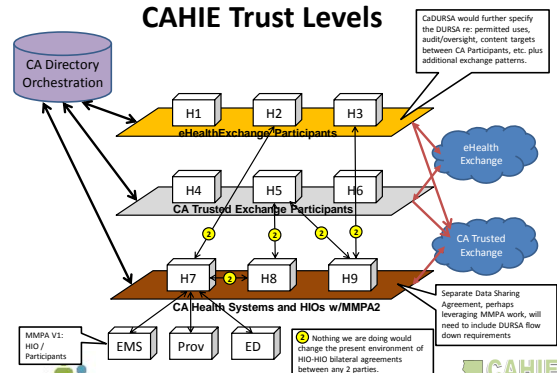 CAHIE Trust Levels
CaDURSA would further specify
the DURSA re: permitted uses,
audit/oversight, content targets
between CA Participants, etc. plus
additional exchange patterns.
CA Directory
Orchestration
H1
H2
H3
eHealthExchange Participants
eHealth
Exchange
H4
H5
H6
CA Trusted Exchange Participants
2
2
2
2
CA Trusted
Exchange
H7
2
H8
H9
CA Health Systems and HIOs w/MMPA2
Separate Data Sharing
Agreement, perhaps
leveraging MMPA work, will
need to include DURSA flow
down requirements
MMPA V1:
HIO /
Participants
EMS
Prov
ED
2 Nothing we are doing would
change the present environment of
HIO-HIO bilateral agreements
between any 2 parties.
CAHIE